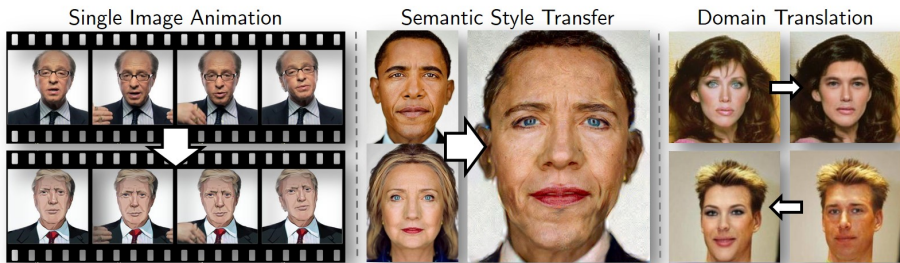 Single Image Animation
Semantic Style Transfer
Domain Translation